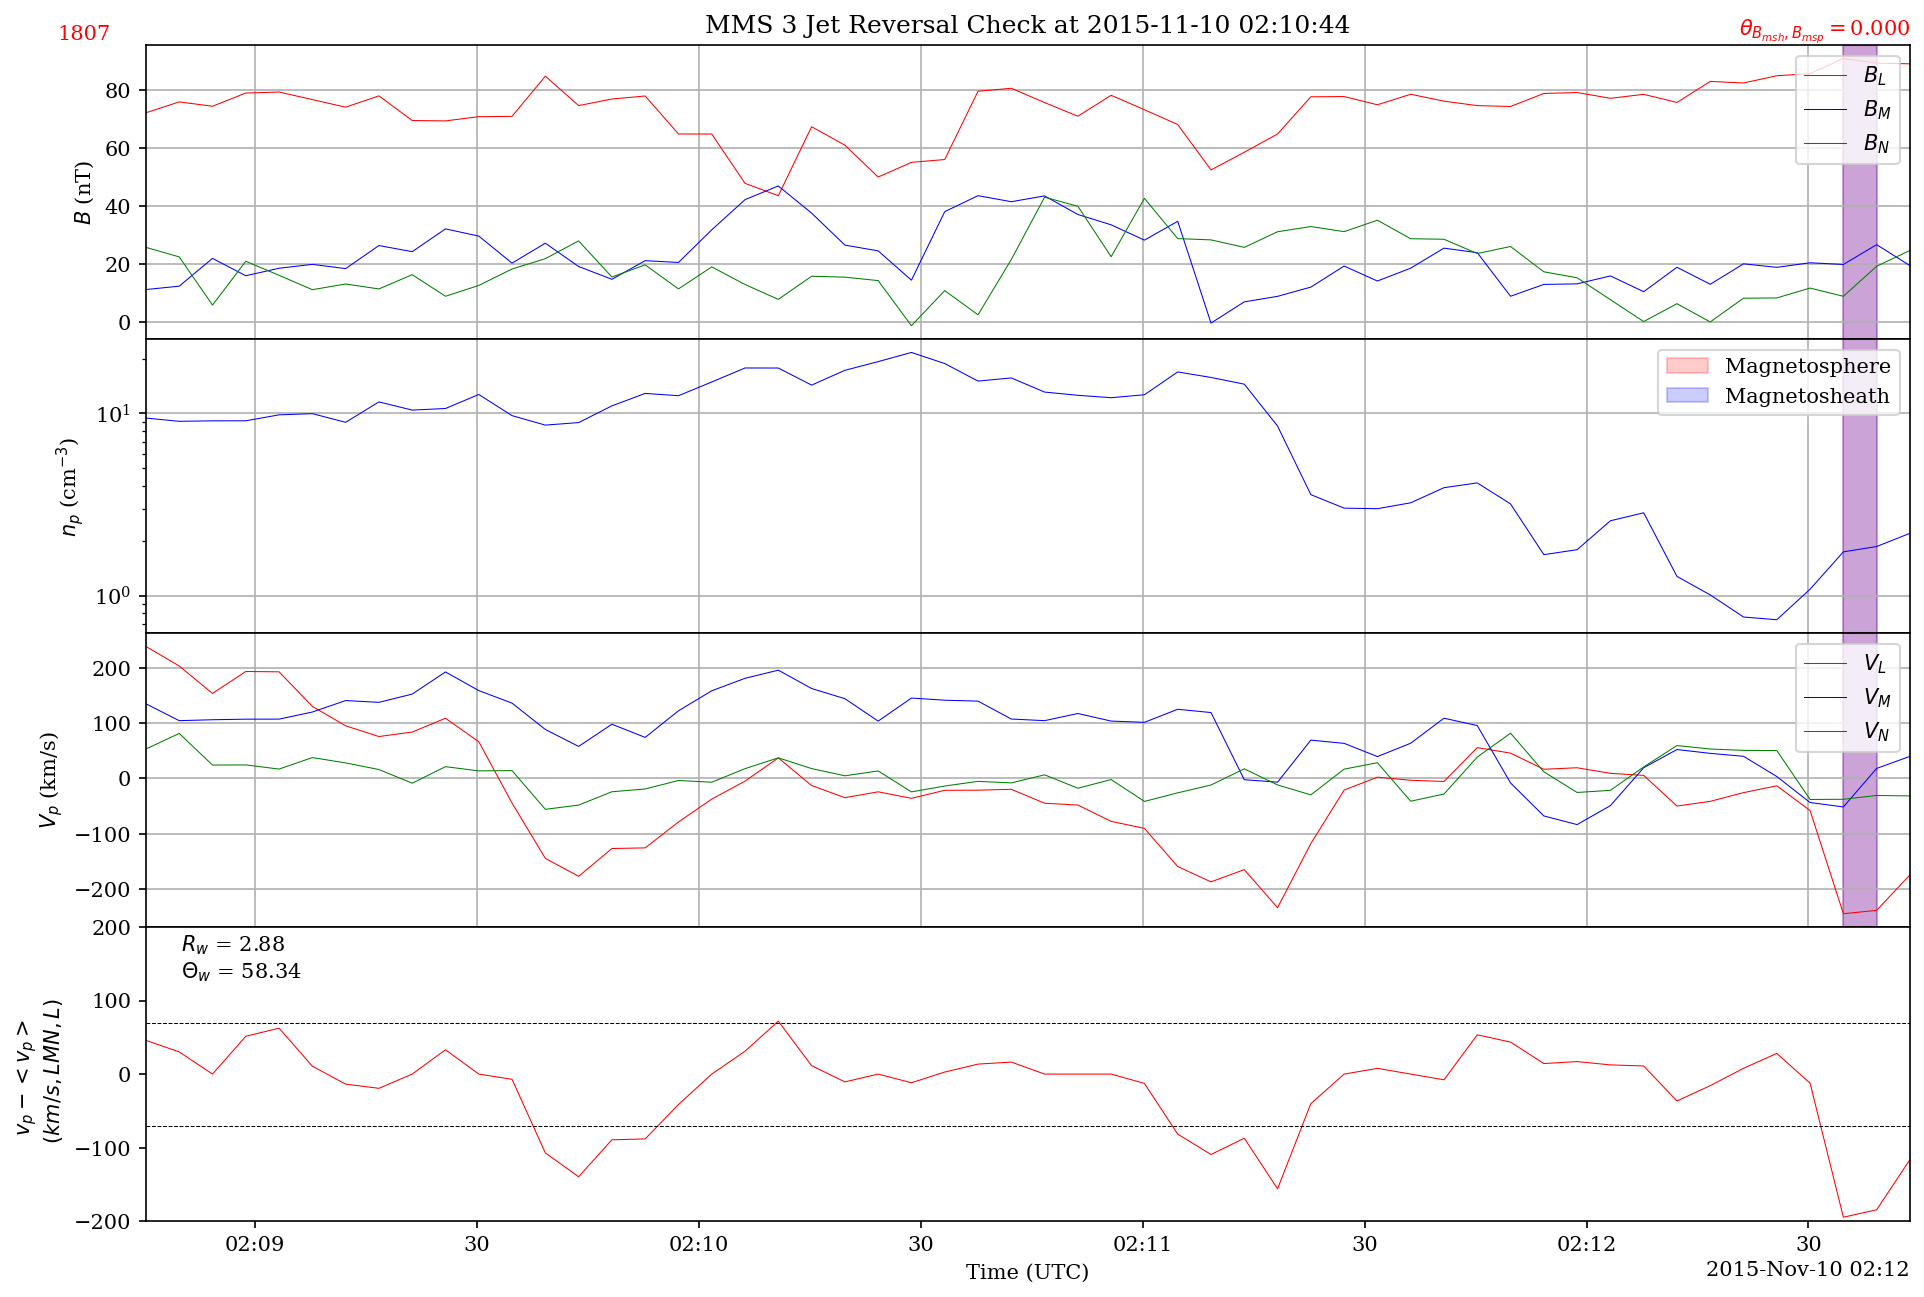 MMS 3 Jet Reversal Check at 2015-11-10 02:10:44
1807
θ_{B_{msh}, B_{msp}} = 0.000
80
60
40
20
0
B (nT)
B_L
B_M
B_N
10^1
10^0
n_p (cm^{-3})
Magnetosphere
Magnetosheath
200
100
0
−100
−200
V_p (km/s)
V_L
V_M
V_N
200
100
0
−100
−200
v_p − < v_p >
(km/s, LMN, L)
R_w = 2.88
Θ_w = 58.34
02:09
30
02:10
30
02:11
30
02:12
30
Time (UTC)
2015-Nov-10 02:12